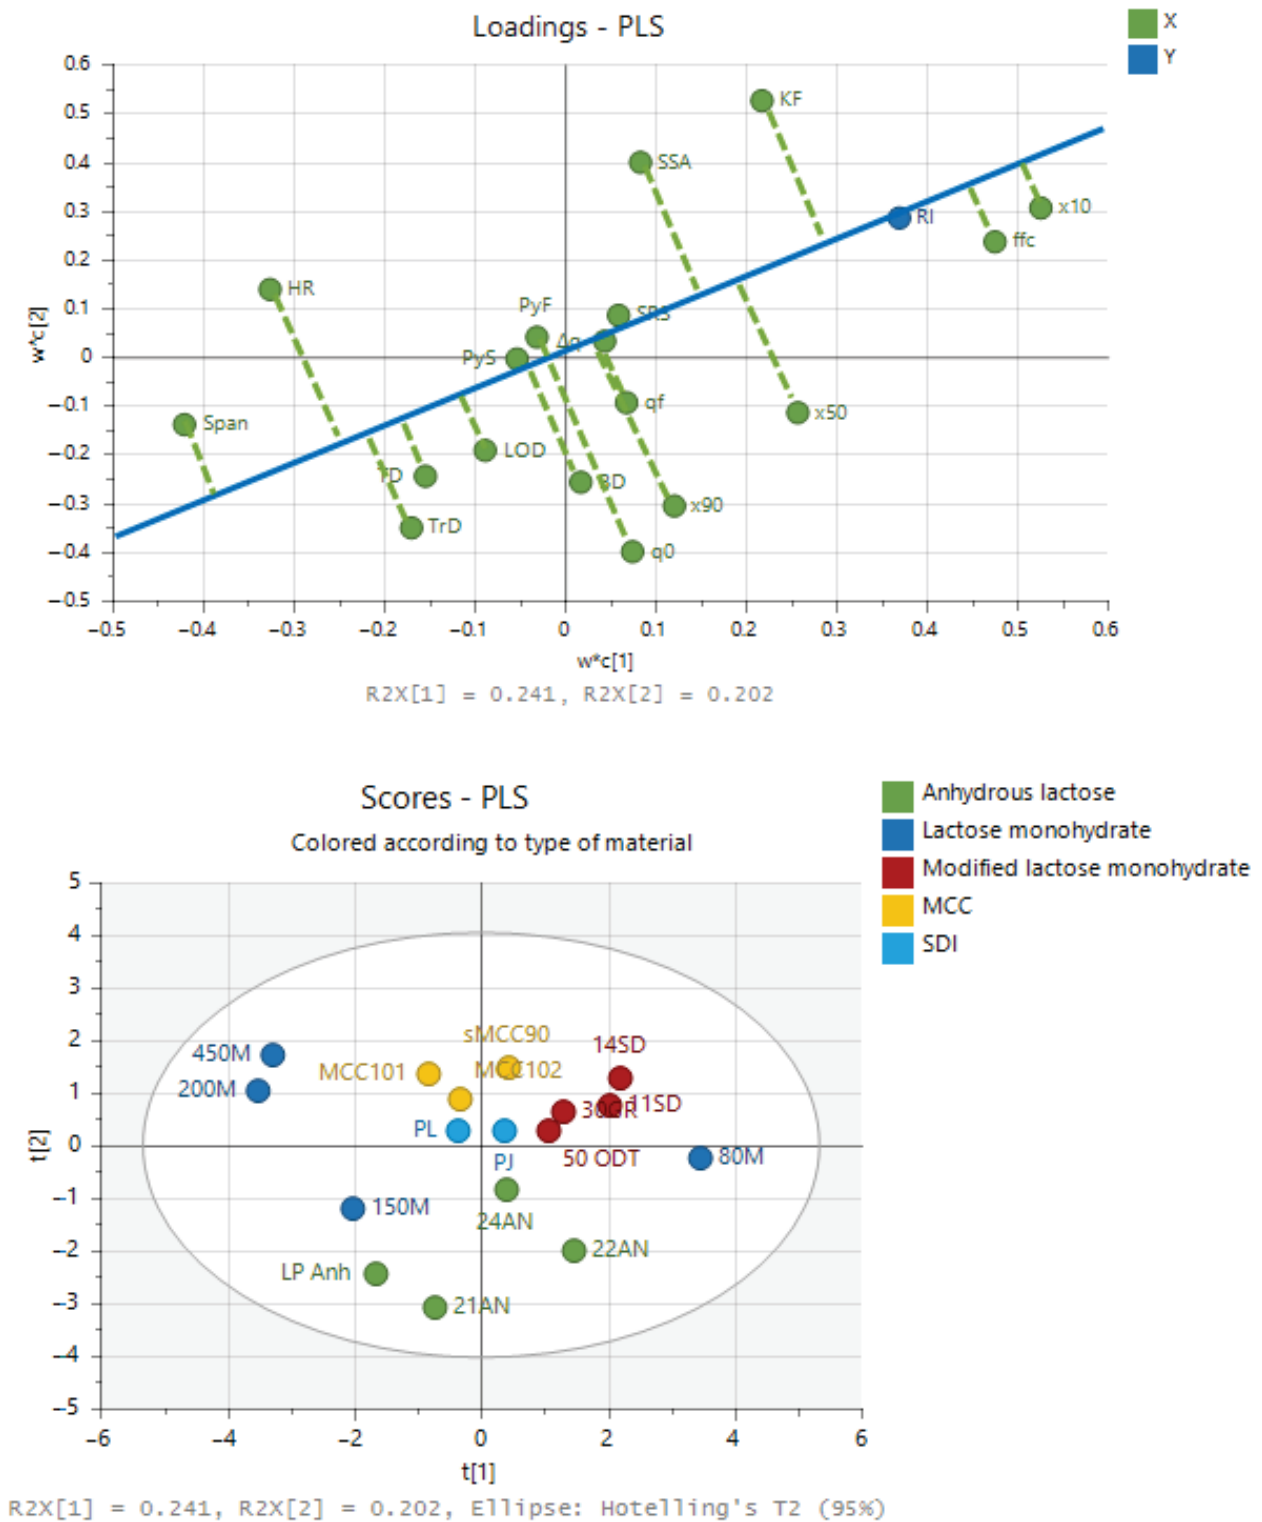 Loadings - PLS
X
Y
0.6
0.5
0.4
0.3
0.2
0.1
0
−0.1
−0.2
−0.3
−0.4
−0.5
w*c[2]
KF
SSA
x10
RI
ffc
HR
PyF
SRS
Δq
PyS
qf
x50
Span
LOD
TD
BD
x90
TrD
q0
−0.5 −0.4 −0.3 −0.2 −0.1 0 0.1 0.2 0.3 0.4 0.5 0.6
w*c[1]
R2X[1] = 0.241, R2X[2] = 0.202
Scores - PLS
Colored according to type of material
Anhydrous lactose
Lactose monohydrate
Modified lactose monohydrate
MCC
SDI
5
4
3
2
1
0
−1
−2
−3
−4
−5
t[2]
sMCC90
14SD
450M
MCC101
MCC102
200M
30GR
11SD
PL
PJ
50 ODT
80M
150M
24AN
22AN
LP Anh
21AN
−6 −4 −2 0 2 4 6
t[1]
R2X[1] = 0.241, R2X[2] = 0.202, Ellipse: Hotelling's T2 (95%)